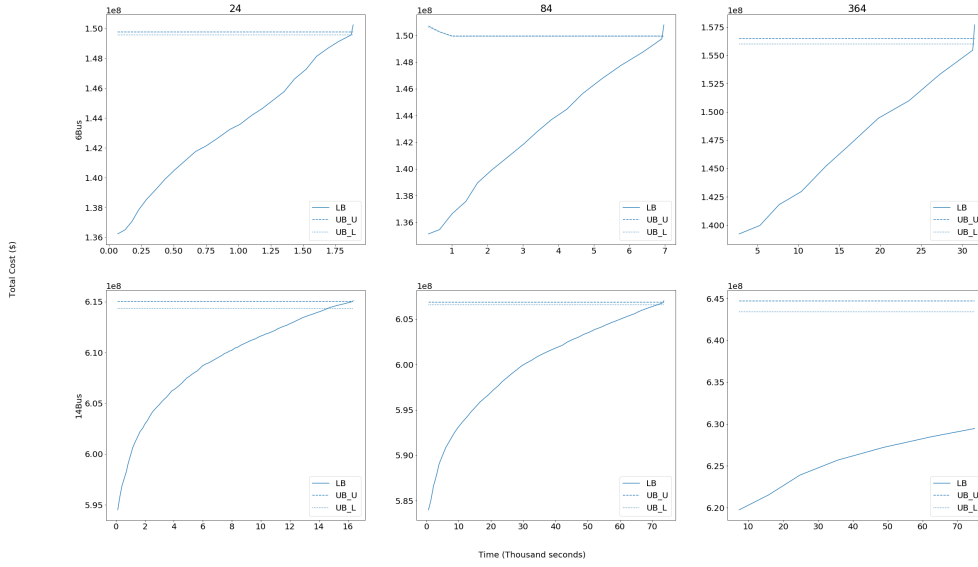 24
84
364
1e8
1e8
1e8
1.50
1.48
1.46
1.44
1.42
1.40
1.38
1.36
0.00 0.25 0.50 0.75 1.00 1.25 1.50 1.75
6Bus
LB
UB_U
UB_L
1.50
1.48
1.46
1.44
1.42
1.40
1.38
1.36
1 2 3 4 5 6 7
LB
UB_U
UB_L
1.575
1.550
1.525
1.500
1.475
1.450
1.425
1.400
5 10 15 20 25 30
LB
UB_U
UB_L
Total Cost ($)
1e8
1e8
1e8
6.15
6.10
6.05
6.00
5.95
0 2 4 6 8 10 12 14 16
14Bus
LB
UB_U
UB_L
6.05
6.00
5.95
5.90
5.85
0 10 20 30 40 50 60 70
LB
UB_U
UB_L
6.45
6.40
6.35
6.30
6.25
6.20
10 20 30 40 50 60 70
LB
UB_U
UB_L
Time (Thousand seconds)